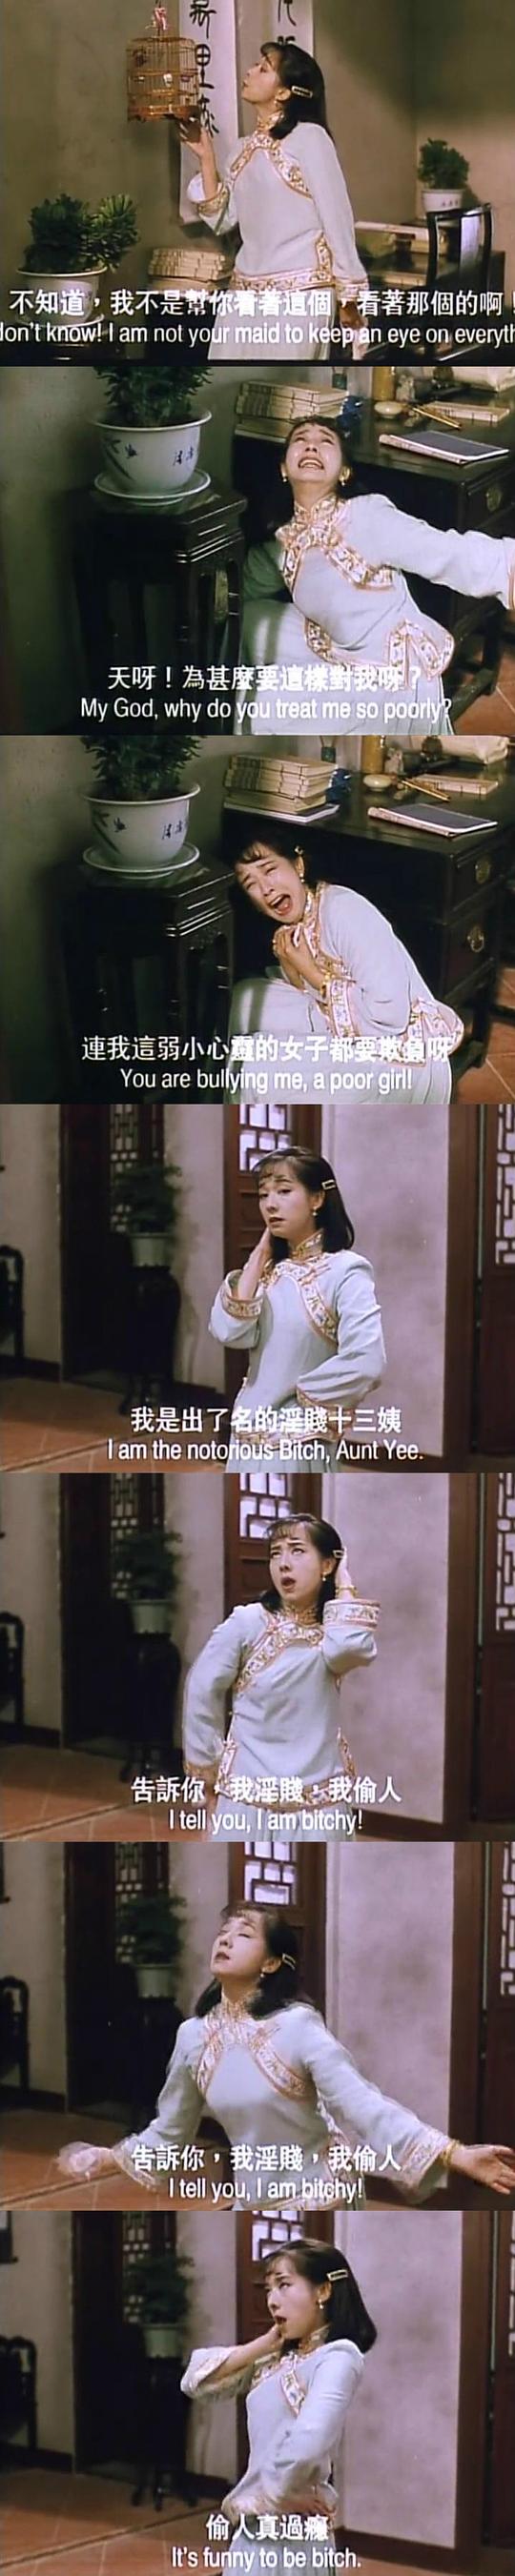 不知道，我不是幫你看著這個，看著那個的啊！
don't know! I am not your maid to keep an eye on everyth
天呀！為甚麼要這樣對我呀？
My God, why do you treat me so poorly?
連我這弱小心靈的女子都要欺負呀
You are bullying me, a poor girl!
我是出了名的淫賤十三姨
I am the notorious Bitch, Aunt Yee.
告訴你，我淫賤，我偷人
I tell you, I am bitchy!
告訴你，我淫賤，我偷人
I tell you, I am bitchy!
偷人真過癮
It's funny to be bitch.